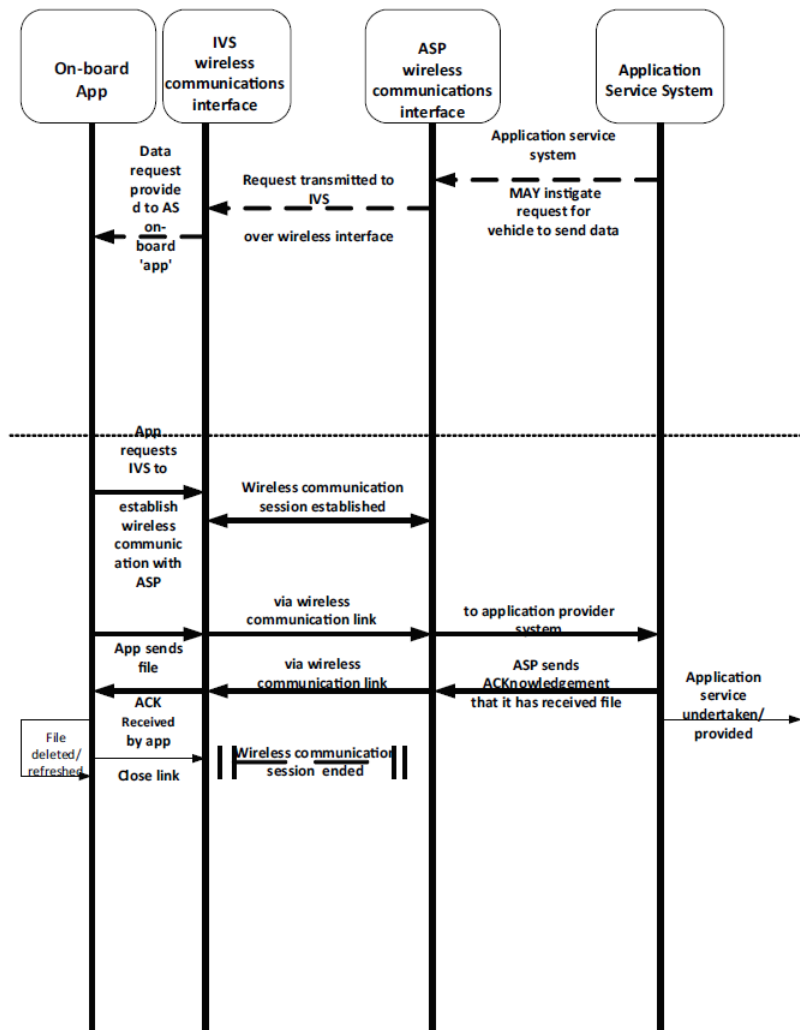 On-board
App
IVS
wireless
communications
interface
ASP
wireless
communications
interface
Application
Service System
Data
request
provide
d to AS
on-
board
'app'
Request transmitted to
IVS
over wireless interface
Application service
system
MAY instigate
request for
vehicle to send data
App
requests
IVS to
establish
wireless
communic
ation with
ASP
Wireless communication
session established
via wireless
communication link
to application provider
system
App sends
file
via wireless
communication link
ASP sends
ACKnowledgement
that it has received file
Application
service
undertaken/
provided
ACK
Received
by app
File
deleted/
refreshed
Close link
Wireless communication
session ended